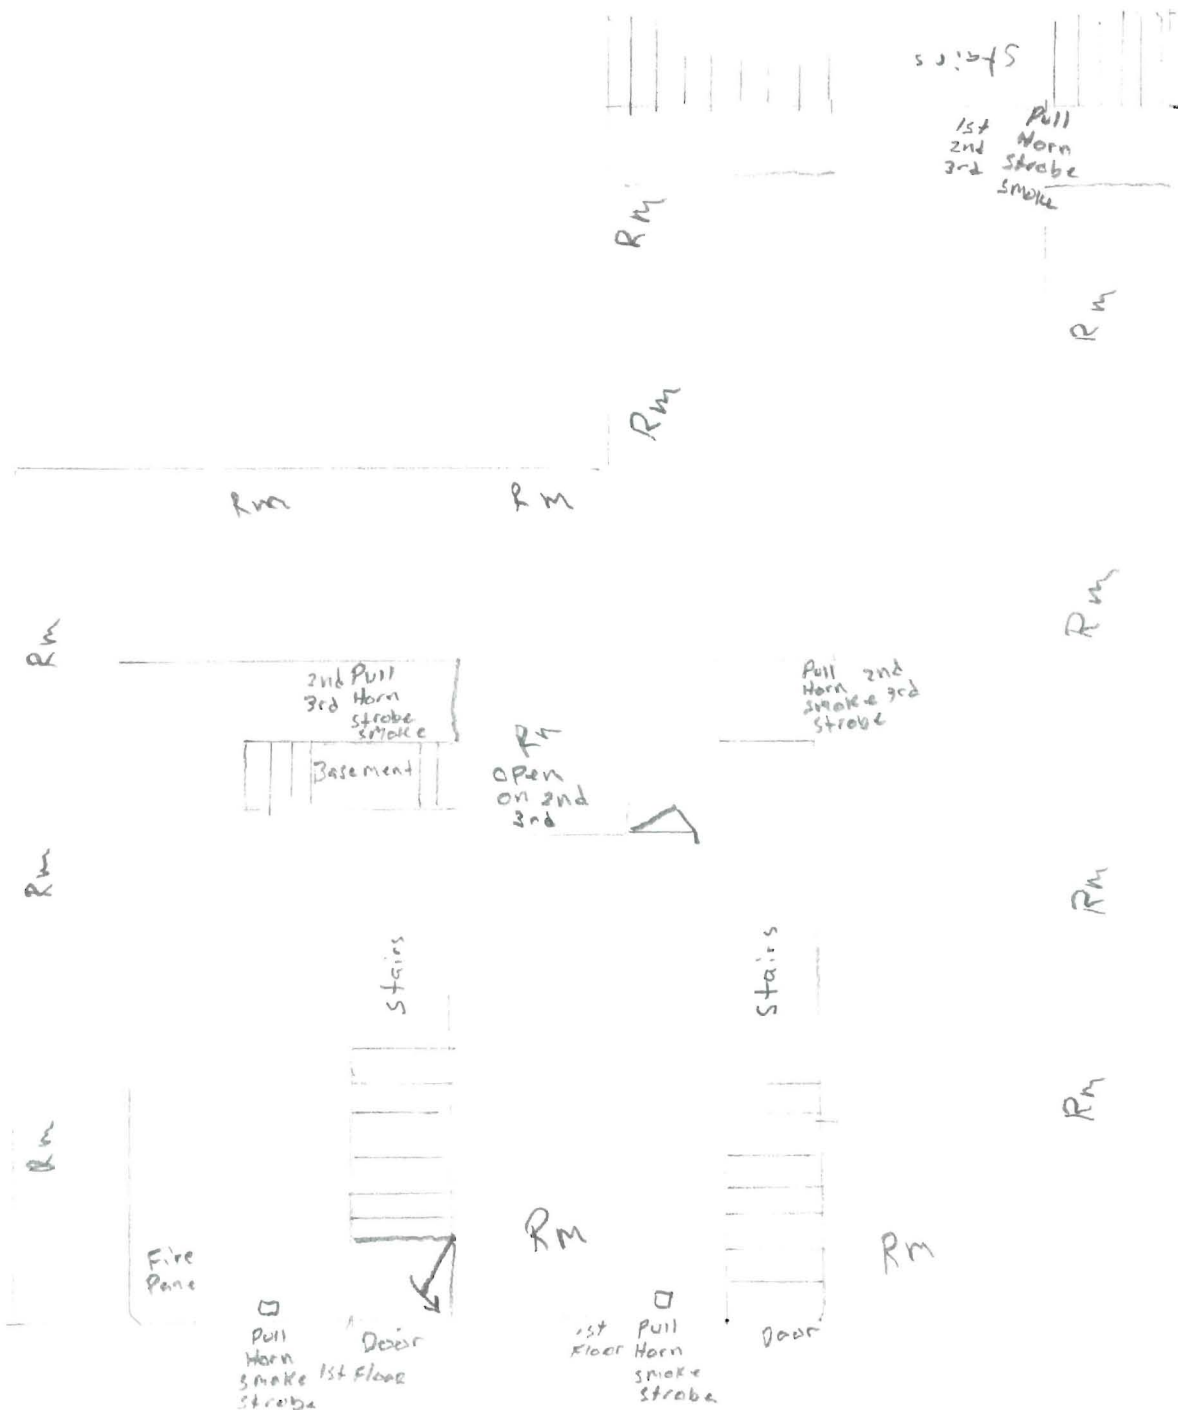 Stairs
1st Pull
2nd Horn
3rd Strobe
smoke
Rm
Rm
Rm
Rm Rm
Rm
Rm
2nd Pull
3rd Horn
strobe
smoke
Pull 2nd
Horn
smoke 3rd
strobe
Basement
open
on 2nd
3rd
Rm
Rm
Stairs
Stairs
Rm
Rm
Rm
Rm
Fire
Pane
Pull
Horn
smoke
strobe
Door
1st Floor
1st Pull
Floor Horn
smoke
strobe
Door